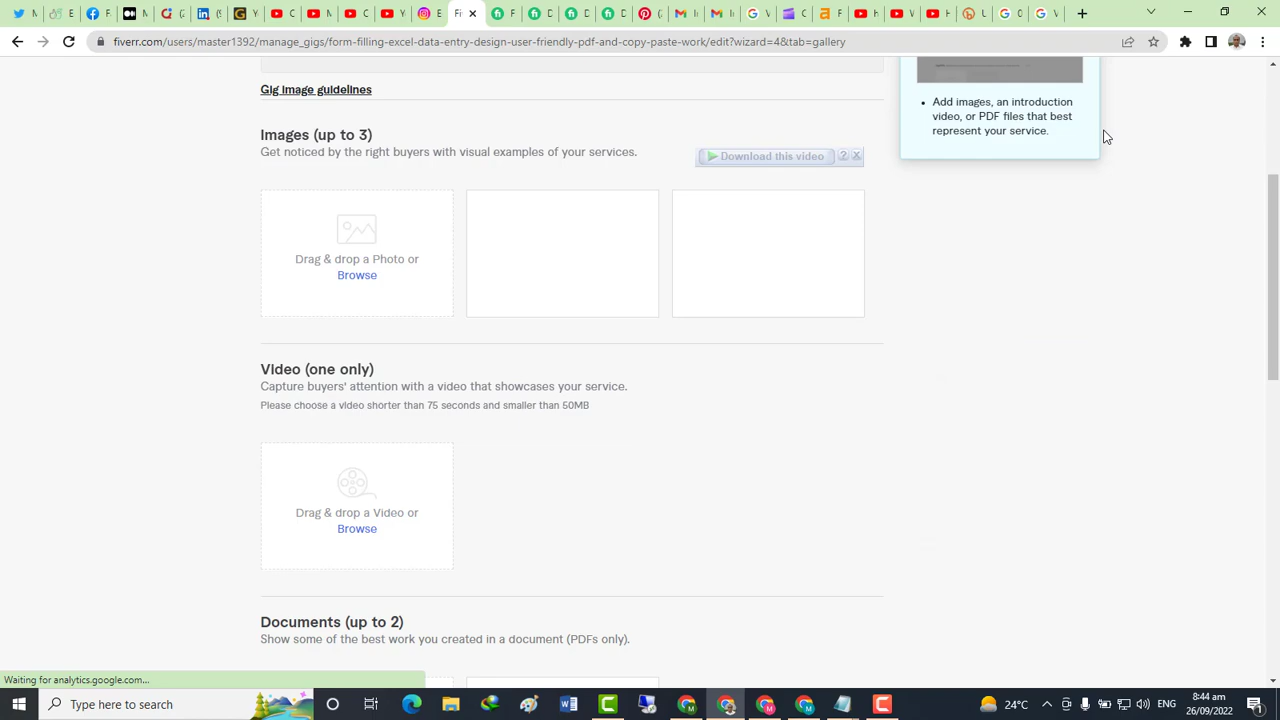 fiverr.com/users/master1392/manage_gigs/form-filling-excel-data-entry-design-user-friendly-pdf-and-copy-paste-work/edit?wizard=4&tab=gallery
Gig image guidelines
Add images, an introduction
video, or PDF files that best
represent your service.
Images (up to 3)
Get noticed by the right buyers with visual examples of your services.
Download this video
Drag & drop a Photo or
Browse
Video (one only)
Capture buyers' attention with a video that showcases your service.
Please choose a video shorter than 75 seconds and smaller than 50MB
Drag & drop a Video or
Browse
Documents (up to 2)
Show some of the best work you created in a document (PDFs only).
Waiting for analytics.google.com...
Type here to search
24°C
ENG
8:44 am
26/09/2022